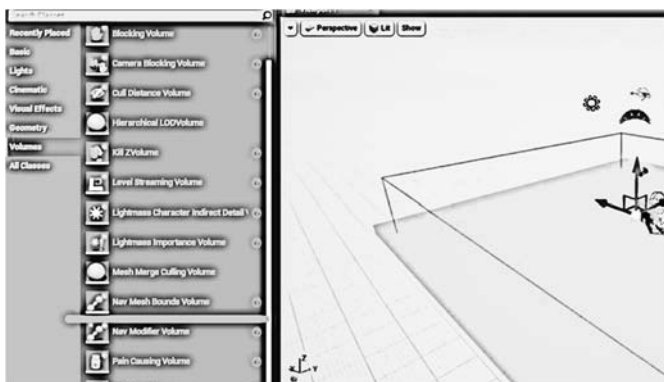 Search Classes
Recently Placed
Basic
Lights
Cinematic
Visual Effects
Geometry
Volumes
All Classes
Blocking Volume
Camera Blocking Volume
Cull Distance Volume
Hierarchical LODVolume
Kill ZVolume
Level Streaming Volume
Lightmass Character Indirect Detail
Lightmass Importance Volume
Mesh Merge Culling Volume
Nav Mesh Bounds Volume
Nav Modifier Volume
Pain Causing Volume
Perspective
Lit
Show
Z
Y